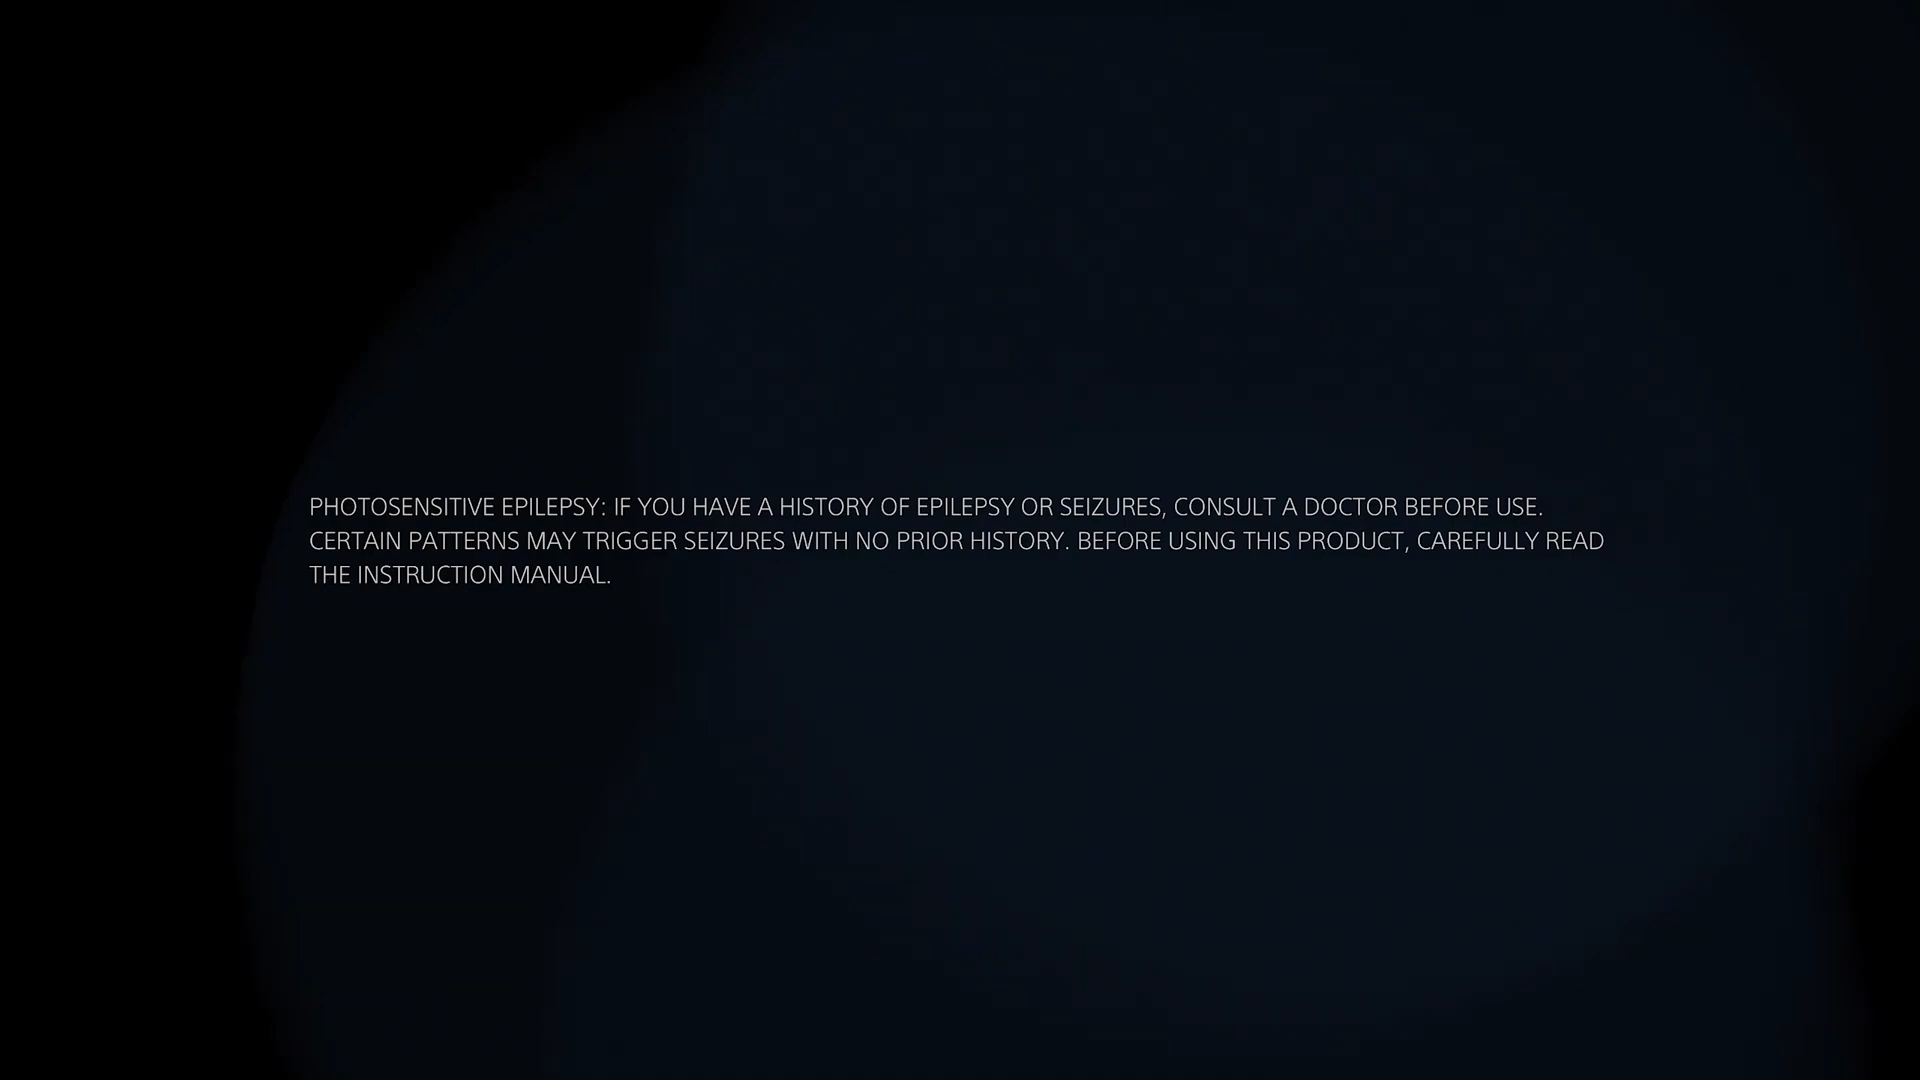 PHOTOSENSITIVE EPILEPSY: IF YOU HAVE A HISTORY OF EPILEPSY OR SEIZURES, CONSULT A DOCTOR BEFORE USE.
CERTAIN PATTERNS MAY TRIGGER SEIZURES WITH NO PRIOR HISTORY. BEFORE USING THIS PRODUCT, CAREFULLY READ
THE INSTRUCTION MANUAL.